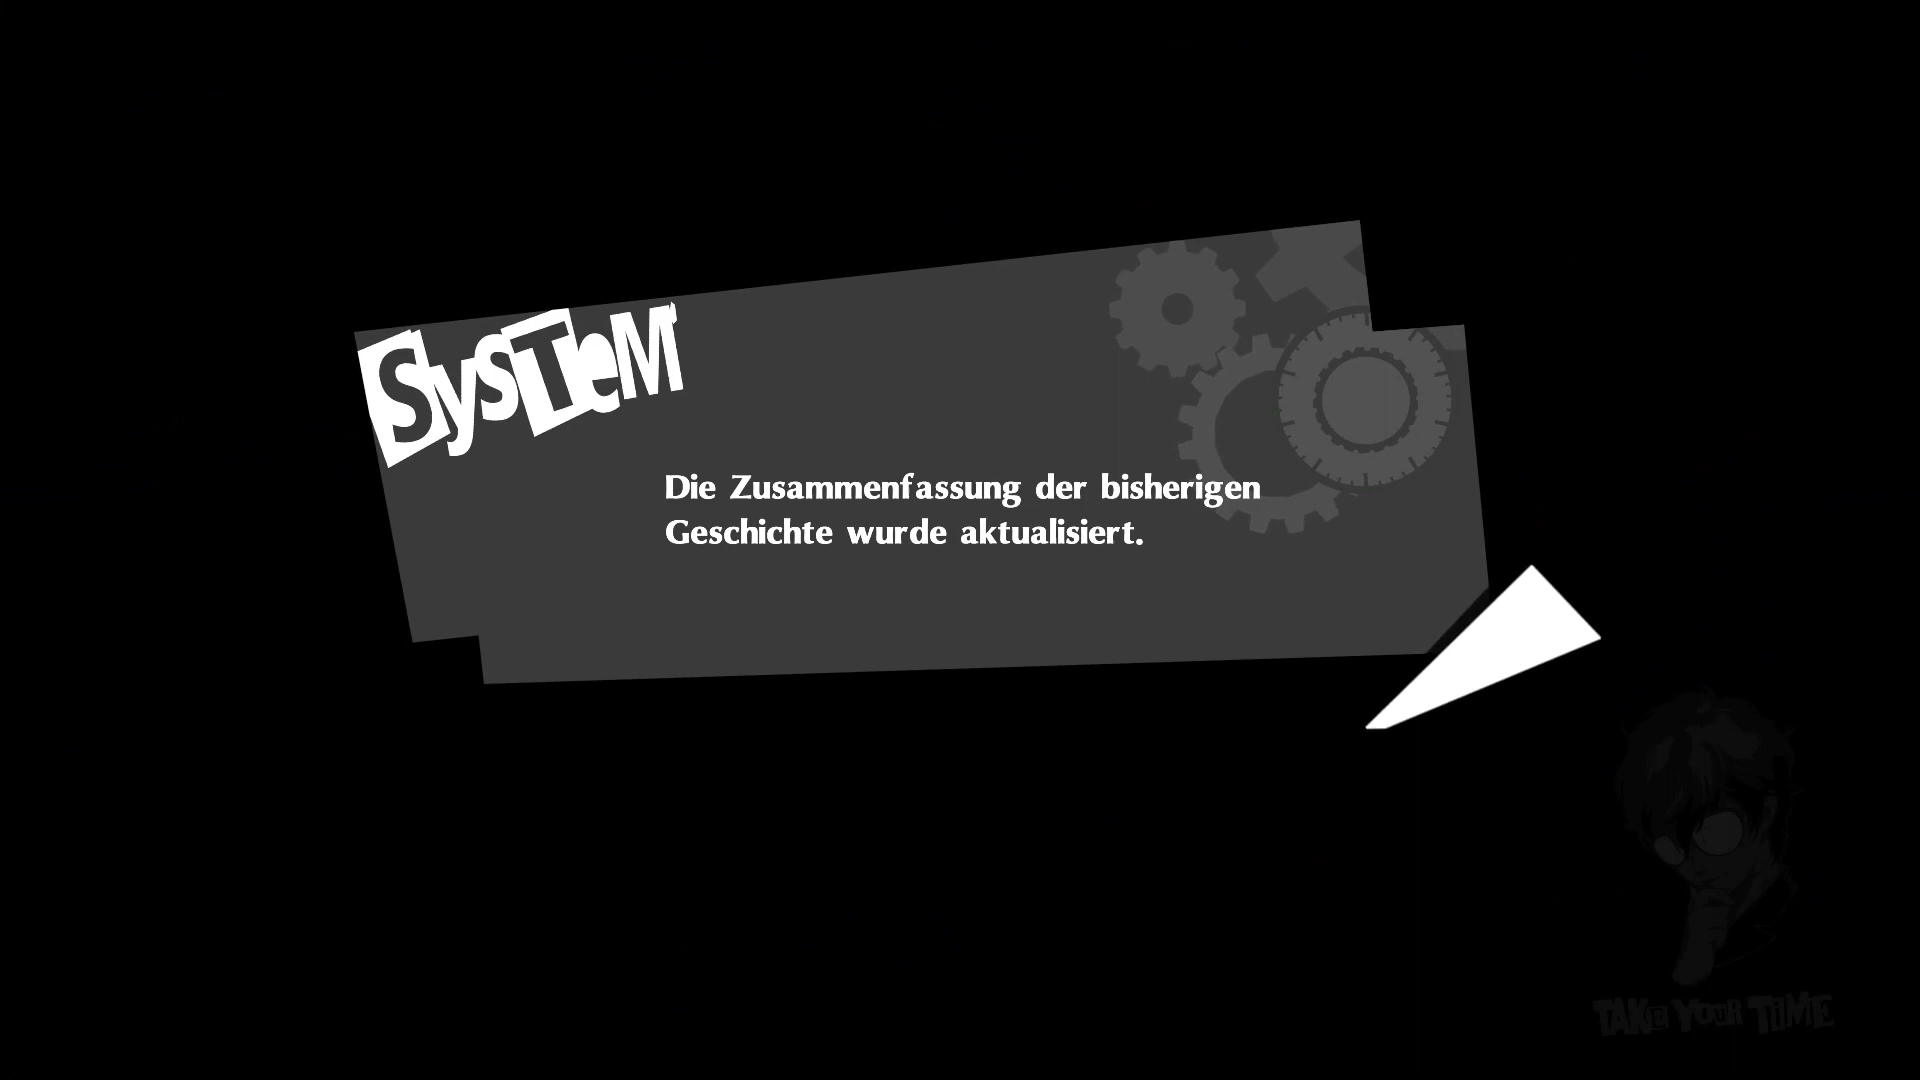 SysTeM
Die Zusammenfassung der bisherigen
Geschichte wurde aktualisiert.
TAKE YOUR TiME